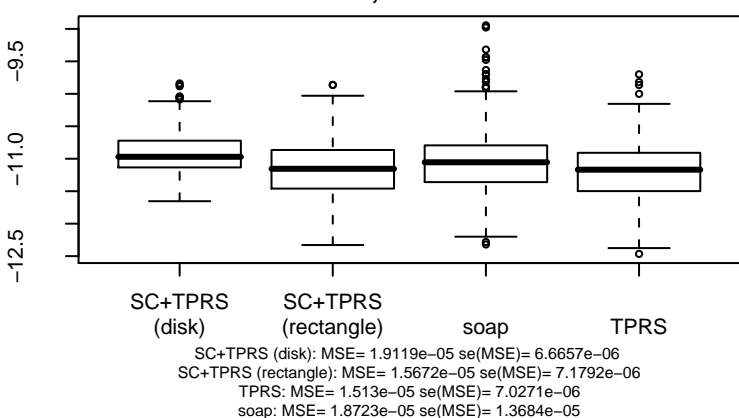 −9.5
−11.0
−12.5
SC+TPRS
(disk)
SC+TPRS
(rectangle)
soap
TPRS
SC+TPRS (disk): MSE= 1.9119e−05 se(MSE)= 6.6657e−06
SC+TPRS (rectangle): MSE= 1.5672e−05 se(MSE)= 7.1792e−06
TPRS: MSE= 1.513e−05 se(MSE)= 7.0271e−06
soap: MSE= 1.8723e−05 se(MSE)= 1.3684e−05